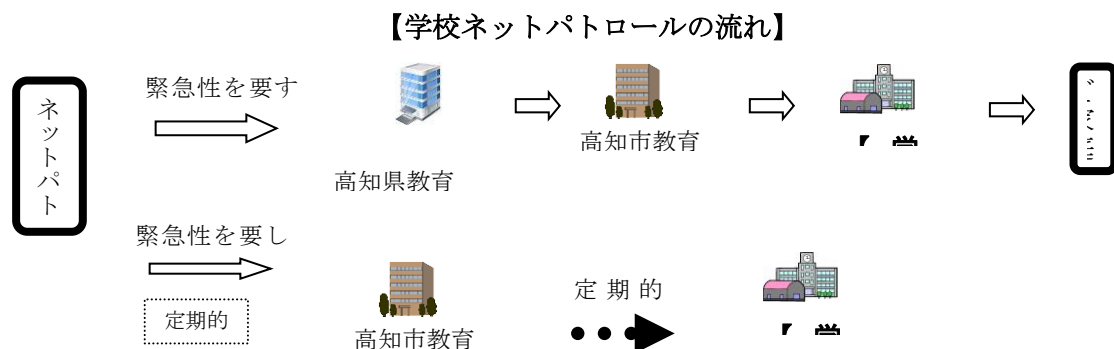 【学校ネットパトロールの流れ】
ネットパト
緊急性を要す
高知県教育
高知市教育
緊急性を要し
定期的
高知市教育
定期的